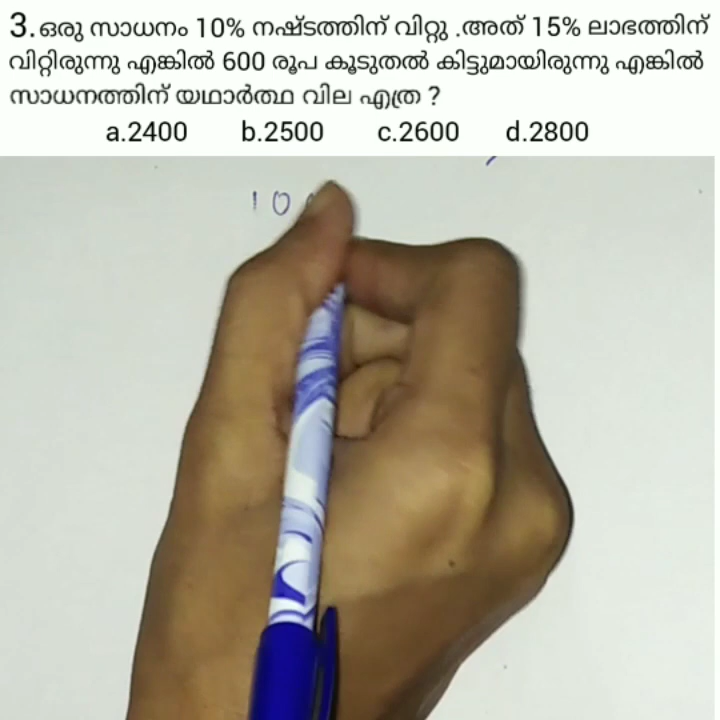 3.ഒരു സാധനം 10% നഷ്ടത്തിന് വിറ്റു .അത് 15% ലാഭത്തിന്
വിറ്റിരുന്നു എങ്കിൽ 600 രൂപ കൂടുതൽ കിട്ടുമായിരുന്നു എങ്കിൽ
സാധനത്തിന് യഥാർത്ഥ വില എത്ര ?
a.2400 b.2500 c.2600 d.2800
10